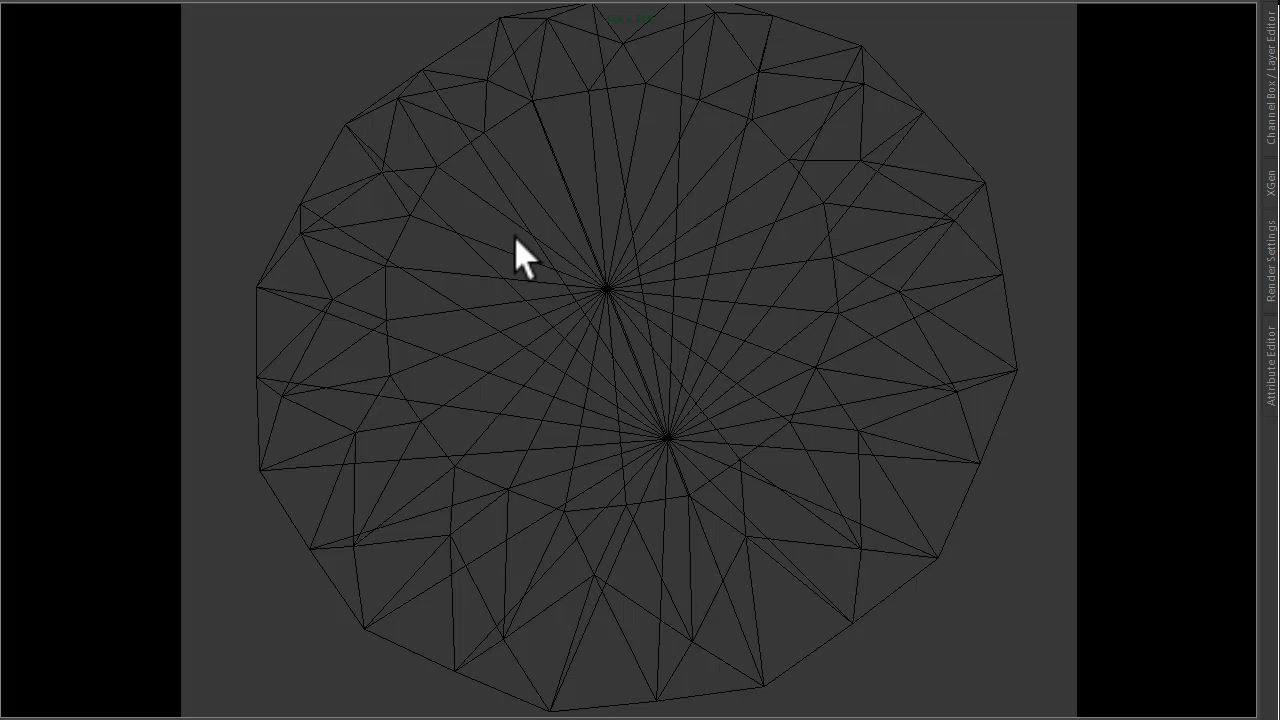 Channel Box / Layer Editor
XGen
Render Settings
Attribute Editor